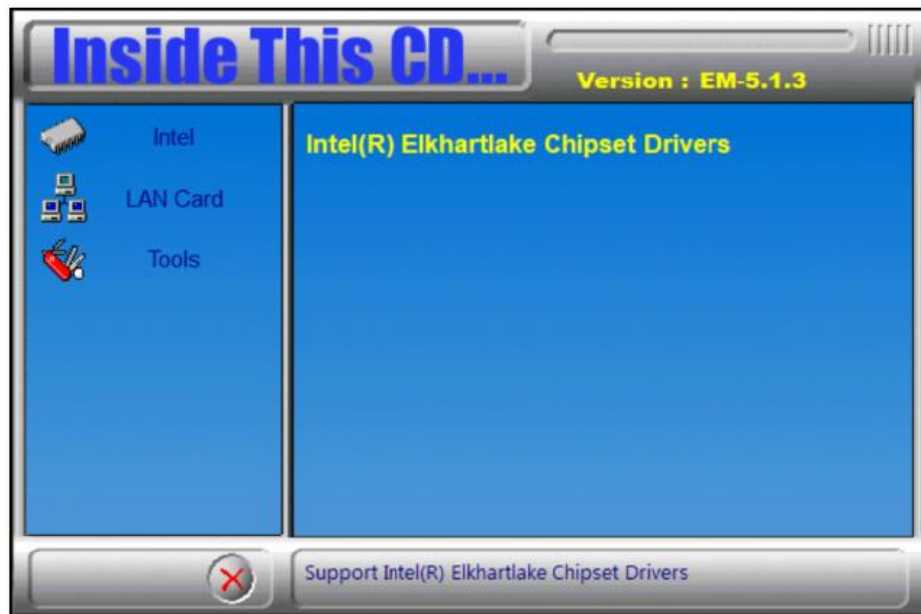 Inside This CD...
Version : EM-5.1.3
Intel
LAN Card
Tools
Intel(R) Elkhartlake Chipset Drivers
Support Intel(R) Elkhartlake Chipset Drivers